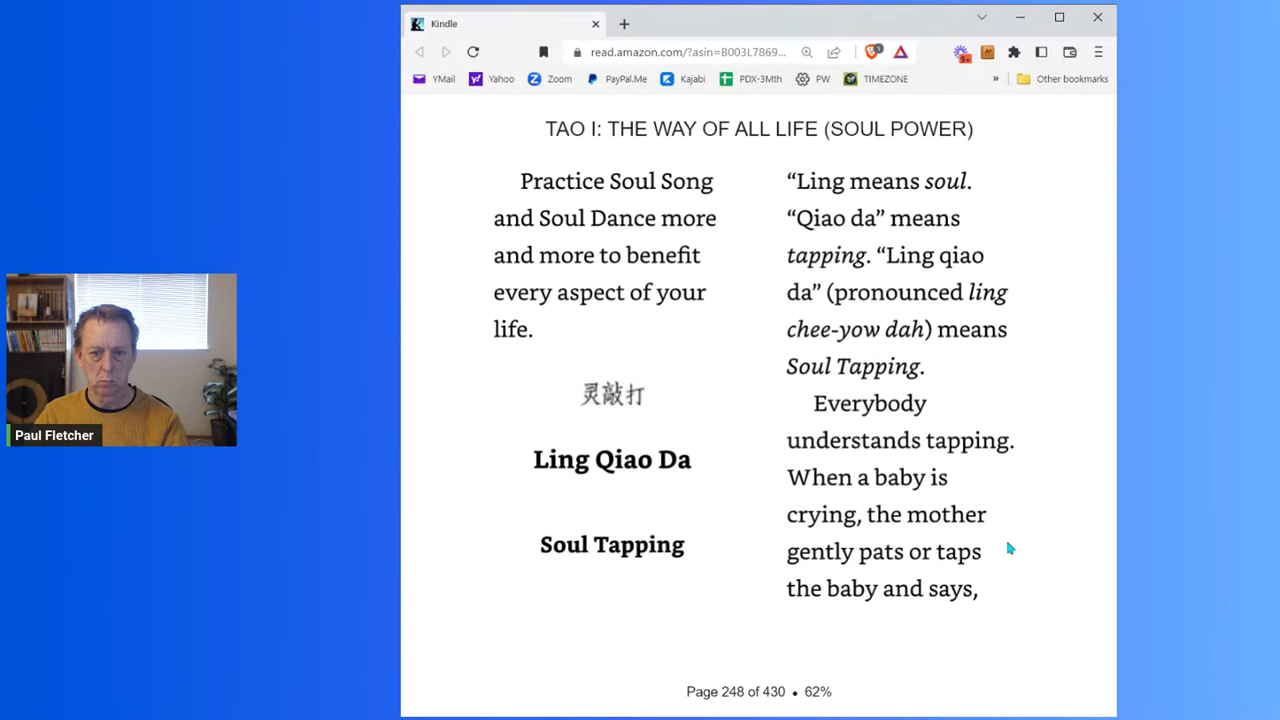 Kindle
read.amazon.com/?asin=B003L7869...
9+
YMail
Yahoo
Zoom
PayPal.Me
Kajabi
PDX-3Mth
PW
TIMEZONE
»
Other bookmarks
TAO I: THE WAY OF ALL LIFE (SOUL POWER)
Practice Soul Song
and Soul Dance more
and more to benefit
every aspect of your
life.
灵敲打
Ling Qiao Da
Soul Tapping
“Ling means soul.
“Qiao da” means
tapping. “Ling qiao
da” (pronounced ling
chee-yow dah) means
Soul Tapping.
Everybody
understands tapping.
When a baby is
crying, the mother
gently pats or taps
the baby and says,
Page 248 of 430 • 62%
Paul Fletcher